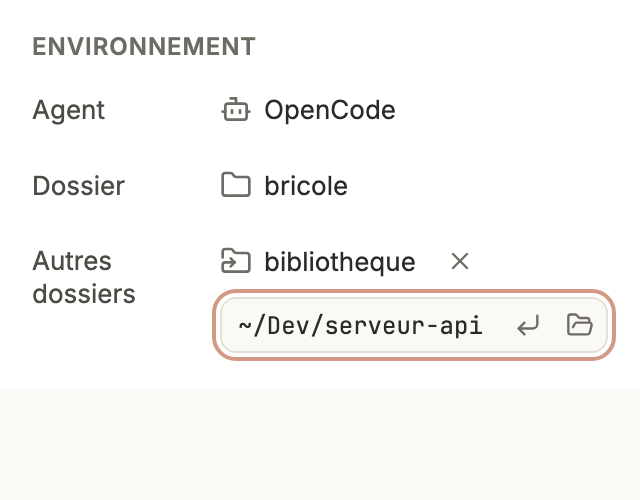 ENVIRONNEMENT
Agent OpenCode
Dossier bricole
Autres dossiers bibliotheque
~/Dev/serveur-api